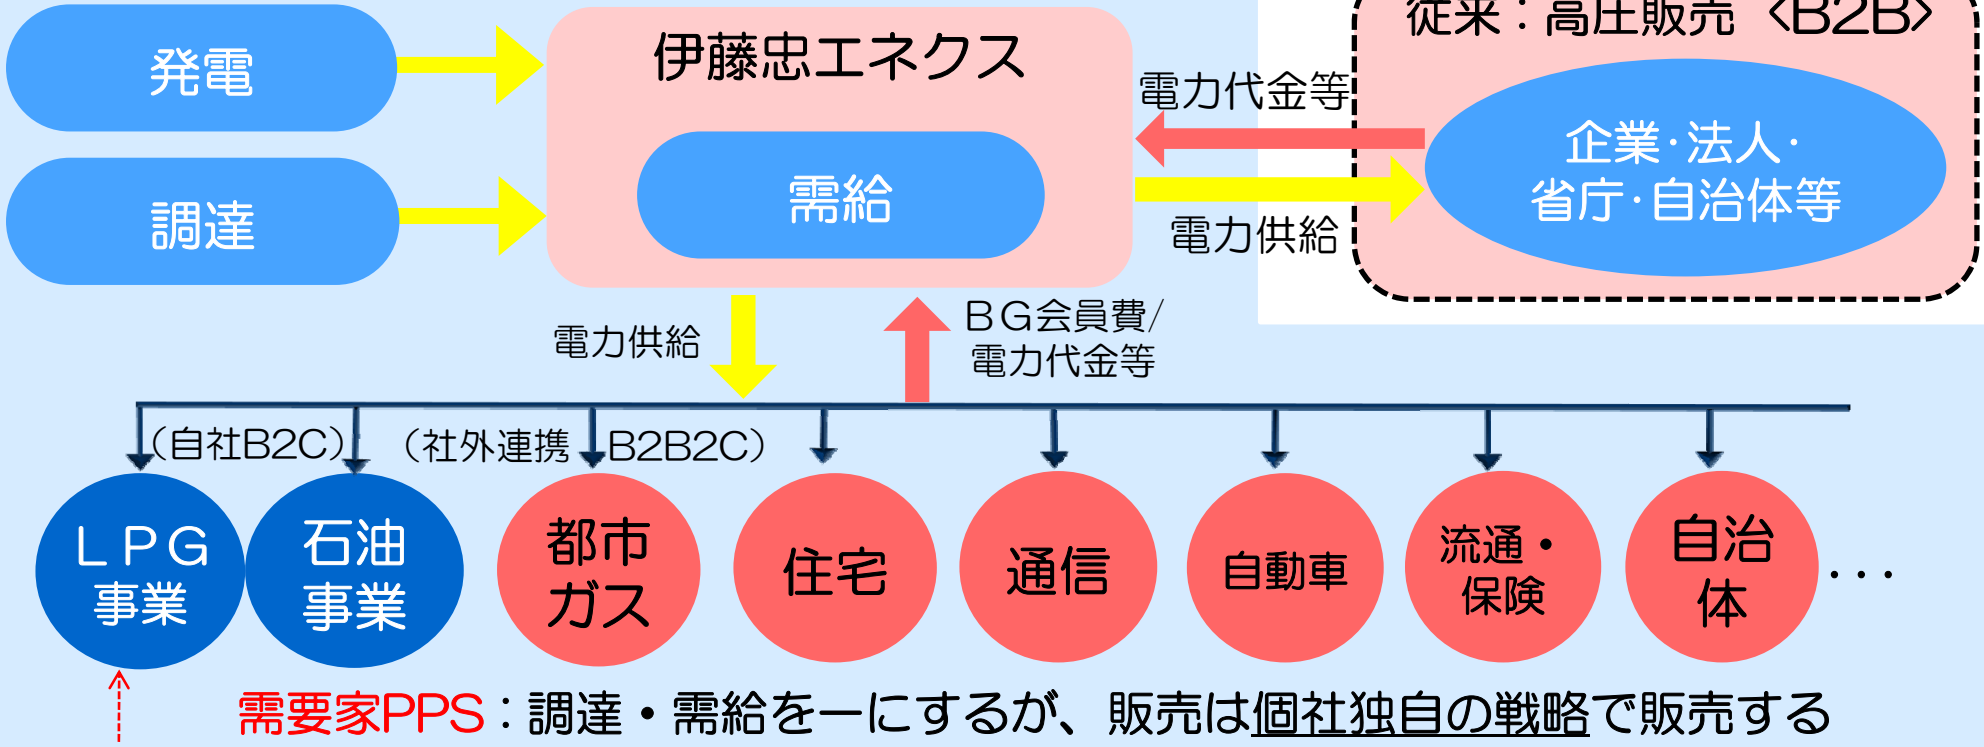 発電
調達
伊藤忠エネクス
需給
従来：高圧販売 <B2B>
電力代金等
企業・法人・
省庁・自治体等
電力供給
電力供給
ＢＧ会員費/
電力代金等
（自社B2C）
（社外連携 B2B2C）
ＬＰＧ
事業
石油
事業
都市
ガス
住宅
通信
自動車
流通・
保険
自治
体
・・・
需要家PPS：調達・需給を一にするが、販売は個社独自の戦略で販売する